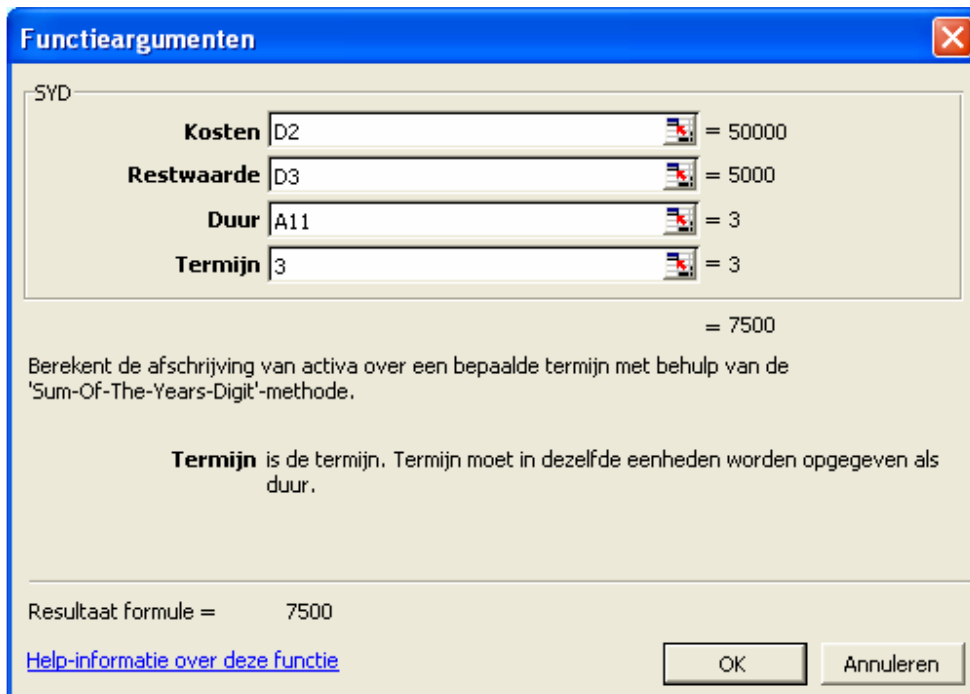 Functieargumenten
SYD
Kosten D2 = 50000
Restwaarde D3 = 5000
Duur A11 = 3
Termijn 3 = 3
= 7500
Berekent de afschrijving van activa over een bepaalde termijn met behulp van de
'Sum-Of-The-Years-Digit'-methode.
Termijn is de termijn. Termijn moet in dezelfde eenheden worden opgegeven als
duur.
Resultaat formule = 7500
Help-informatie over deze functie OK Annuleren